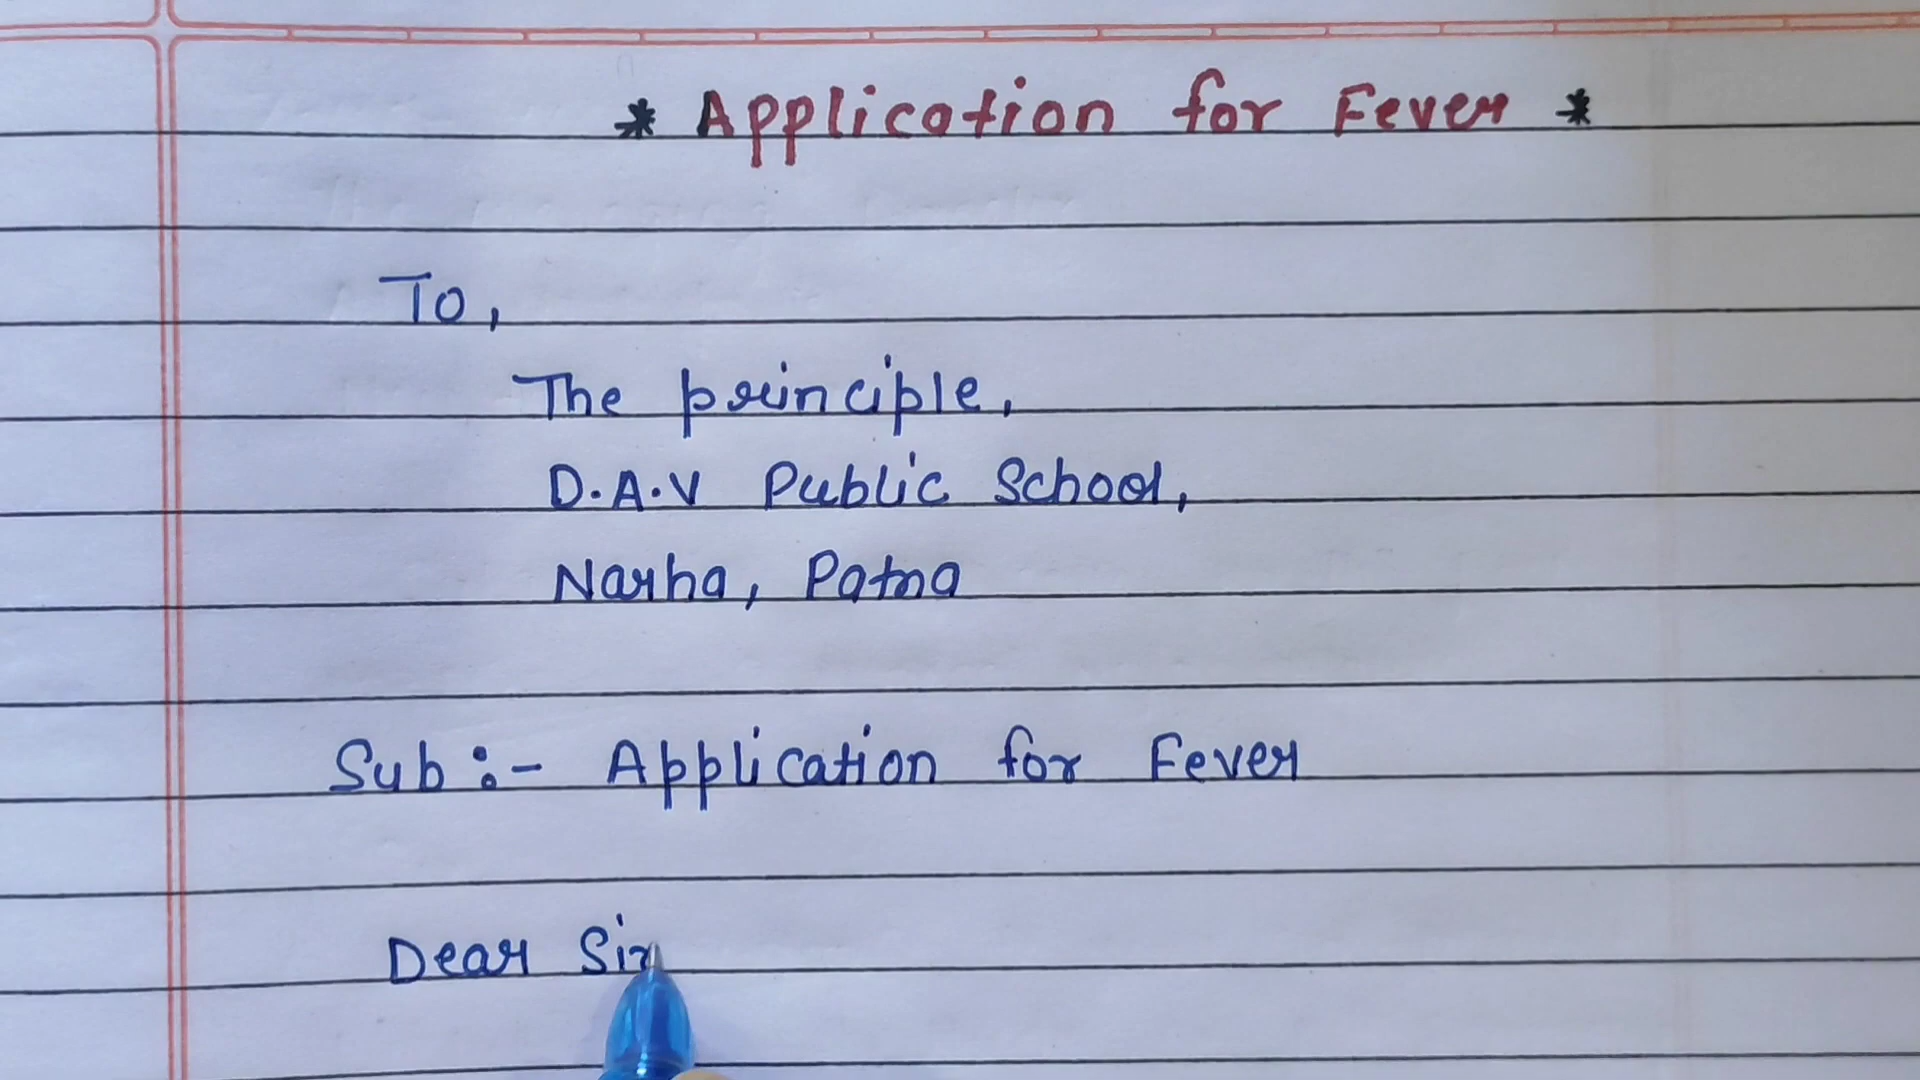 * Application for Fever *
To,
The principle,
D.A.V Public School,
Narha, Patna
Sub :- Application for Fever
Dear Sir